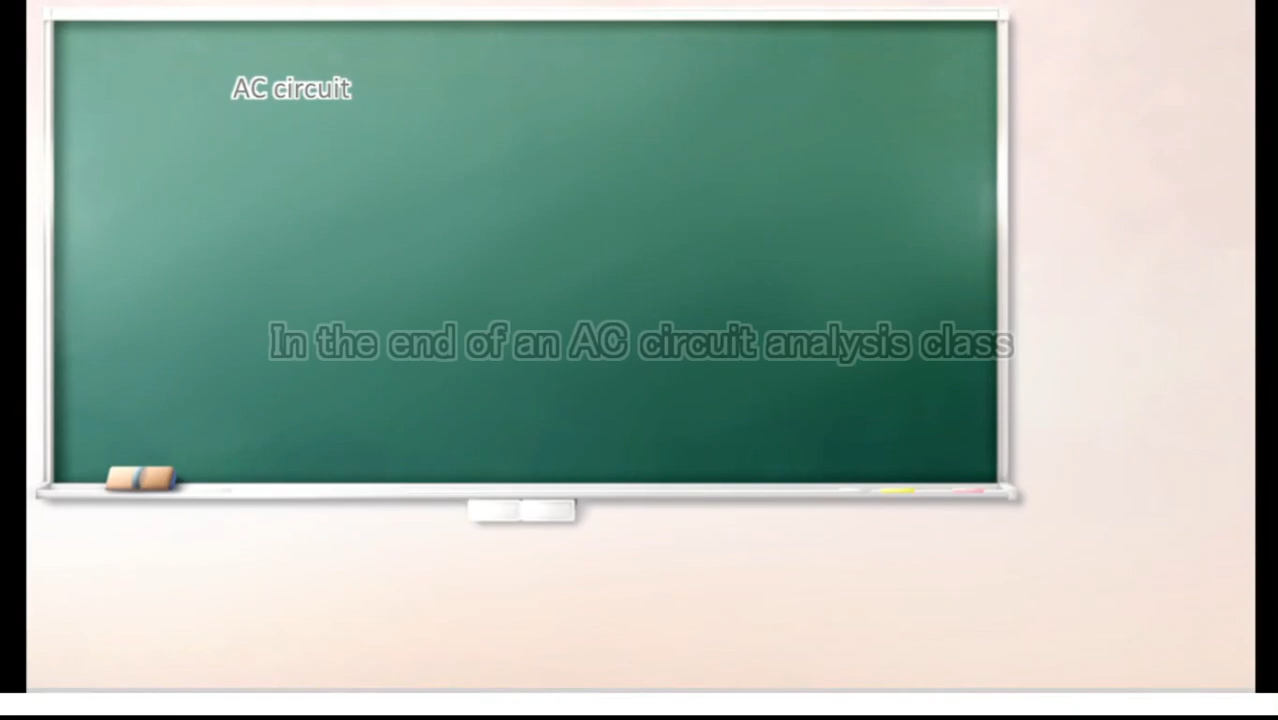 AC circuit
In the end of an AC circuit analysis class